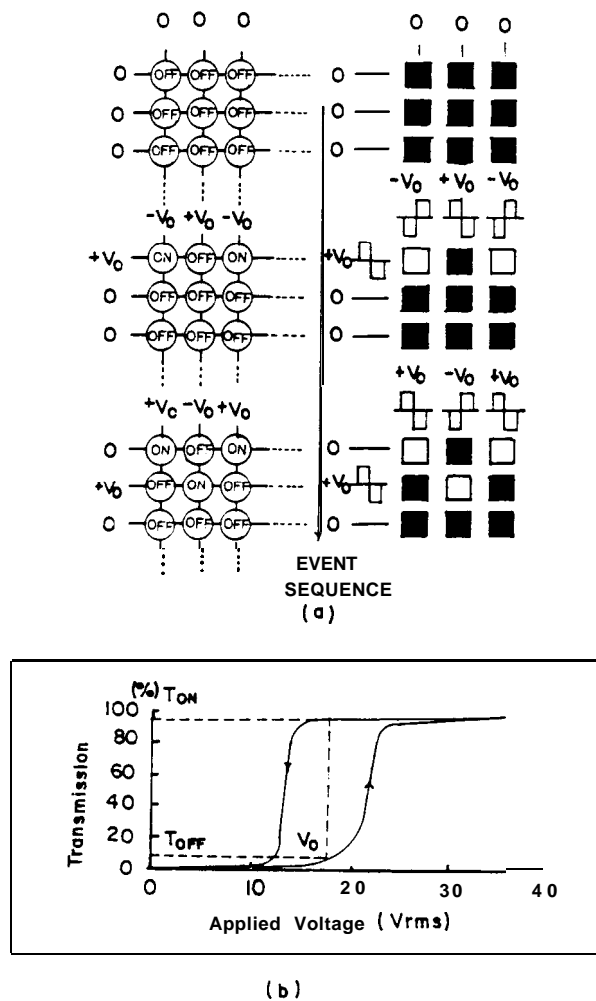 0 0 0 0 0 0
0 OFF OFF OFF 0
0 OFF OFF OFF 0
0 OFF OFF OFF 0
-V0 +V0 -V0
-V0 +V0 -V0
+V0 ON OFF ON +V0
0 OFF OFF OFF 0
0 OFF OFF OFF 0
+V0 -V0 +V0
+V0 -V0 +V0
0 ON OFF ON 0
+V0 OFF ON OFF +V0
0 OFF OFF OFF 0
EVENT
SEQUENCE
(a)
(%) TON
100
80
60
40
20
0
Transmission
TOFF V0
0 10 20 30 40
Applied Voltage (Vrms)
(b)